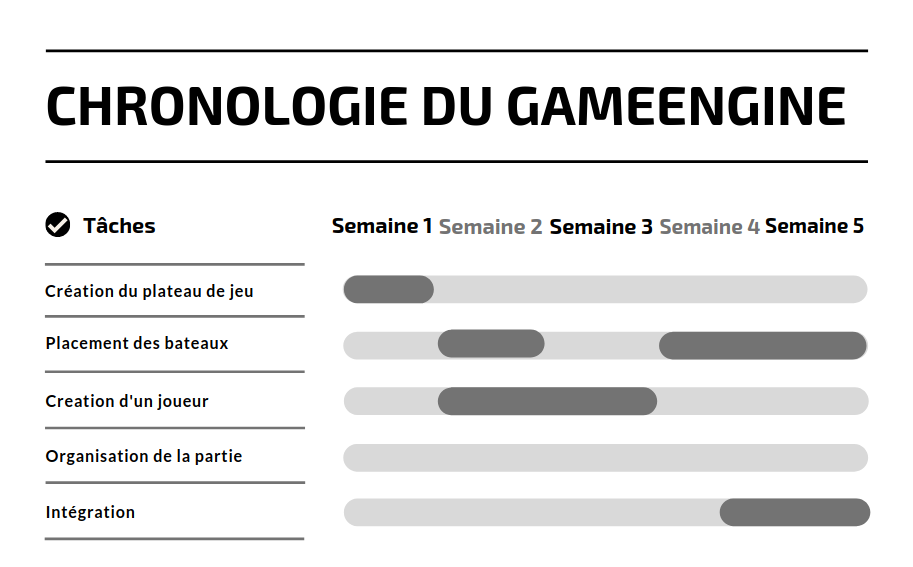 CHRONOLOGIE DU GAMEENGINE
Tâches
Semaine 1 Semaine 2 Semaine 3 Semaine 4 Semaine 5
Création du plateau de jeu
Placement des bateaux
Creation d'un joueur
Organisation de la partie
Intégration